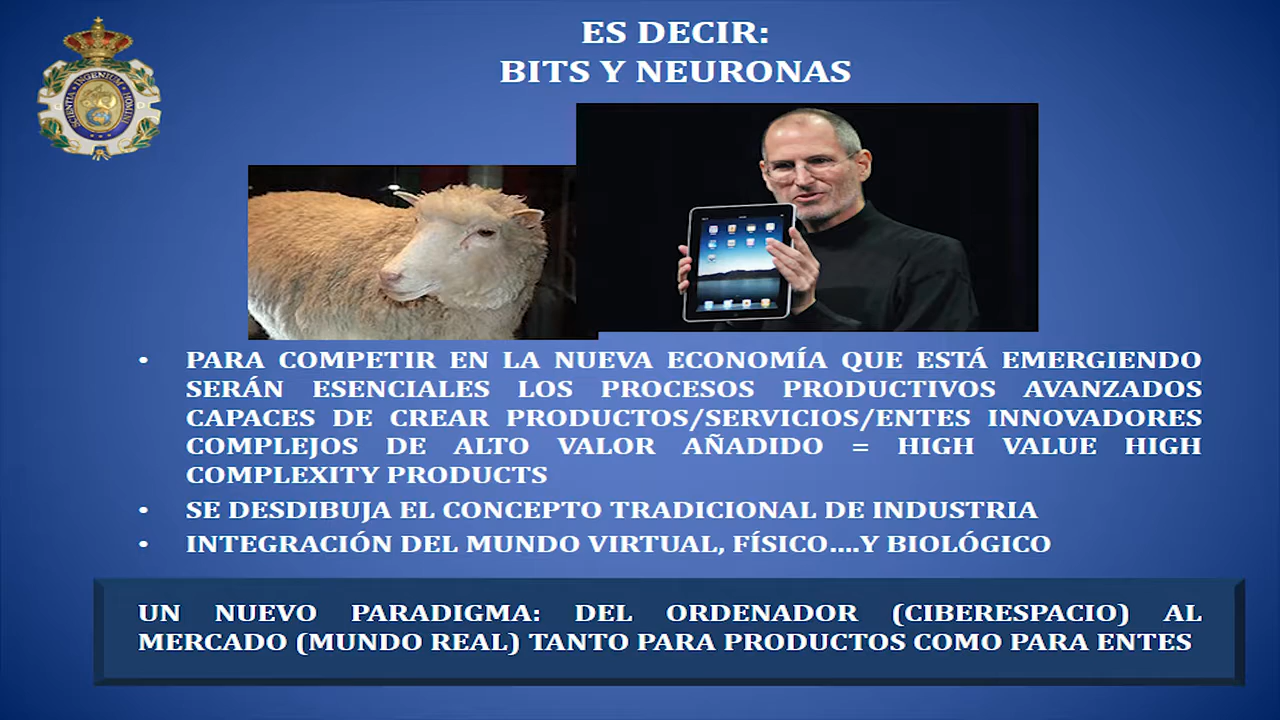 ES DECIR:
BITS Y NEURONAS
SCIENTIA INGENIUM HOMINI
• PARA COMPETIR EN LA NUEVA ECONOMÍA QUE ESTÁ EMERGIENDO
SERÁN ESENCIALES LOS PROCESOS PRODUCTIVOS AVANZADOS
CAPACES DE CREAR PRODUCTOS/SERVICIOS/ENTES INNOVADORES
COMPLEJOS DE ALTO VALOR AÑADIDO = HIGH VALUE HIGH
COMPLEXITY PRODUCTS
• SE DESDIBUJA EL CONCEPTO TRADICIONAL DE INDUSTRIA
• INTEGRACIÓN DEL MUNDO VIRTUAL, FÍSICO....Y BIOLÓGICO
UN NUEVO PARADIGMA: DEL ORDENADOR (CIBERESPACIO) AL
MERCADO (MUNDO REAL) TANTO PARA PRODUCTOS COMO PARA ENTES